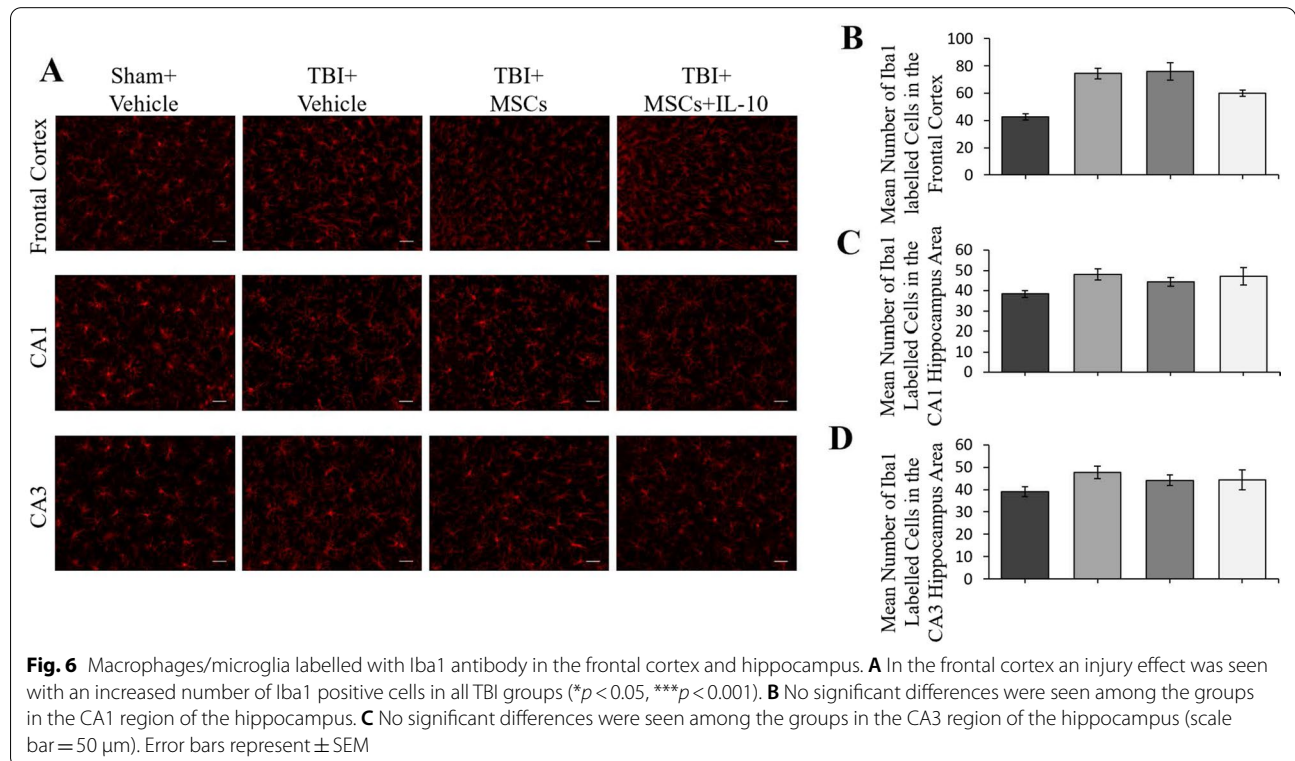 A
Sham+
Vehicle
TBI+
Vehicle
TBI+
MSCs
TBI+
MSCs+IL-10
Frontal Cortex
CA1
CA3
B
Mean Number of Iba1
labelled Cells in the
Frontal Cortex
100
80
60
40
20
0
C
Mean Number of Iba1
Labelled Cells in the
CA1 Hippocampus Area
60
50
40
30
20
10
0
D
Mean Number of Iba1
Labelled Cells in the
CA3 Hippocampus Area
60
50
40
30
20
10
0
Fig. 6 Macrophages/microglia labelled with Iba1 antibody in the frontal cortex and hippocampus. A In the frontal cortex an injury effect was seen
with an increased number of Iba1 positive cells in all TBI groups (*p < 0.05, ***p < 0.001). B No significant differences were seen among the groups
in the CA1 region of the hippocampus. C No significant differences were seen among the groups in the CA3 region of the hippocampus (scale
bar = 50 μm). Error bars represent ± SEM